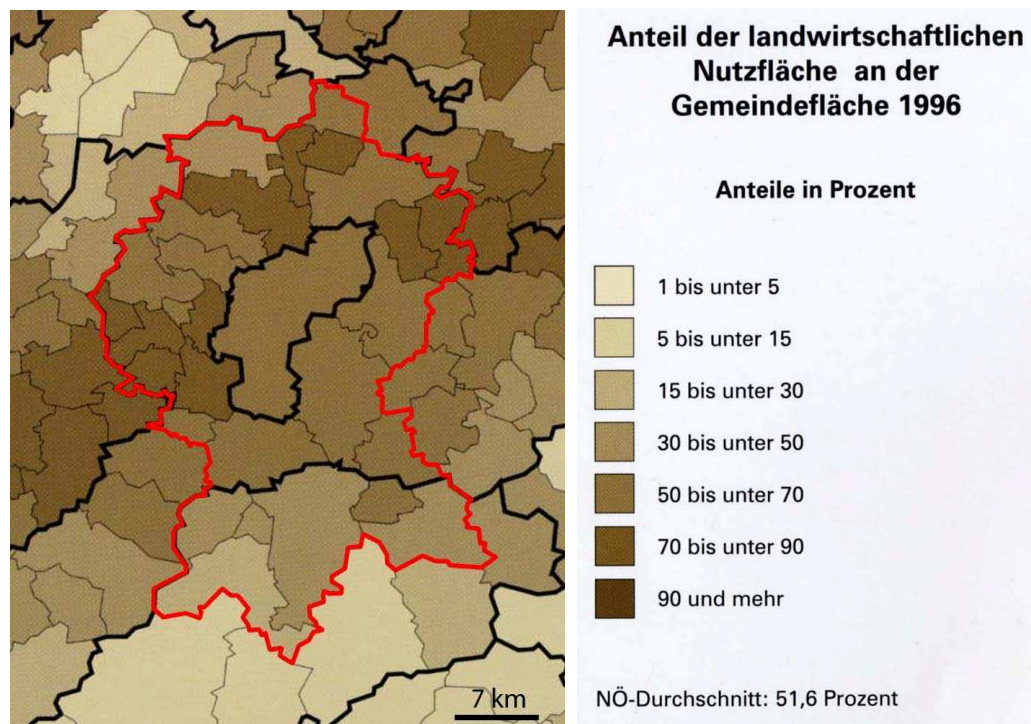 Anteil der landwirtschaftlichen
Nutzfläche an der
Gemeindefläche 1996
Anteile in Prozent
1 bis unter 5
5 bis unter 15
15 bis unter 30
30 bis unter 50
50 bis unter 70
70 bis unter 90
90 und mehr
NÖ-Durchschnitt: 51,6 Prozent
7 km